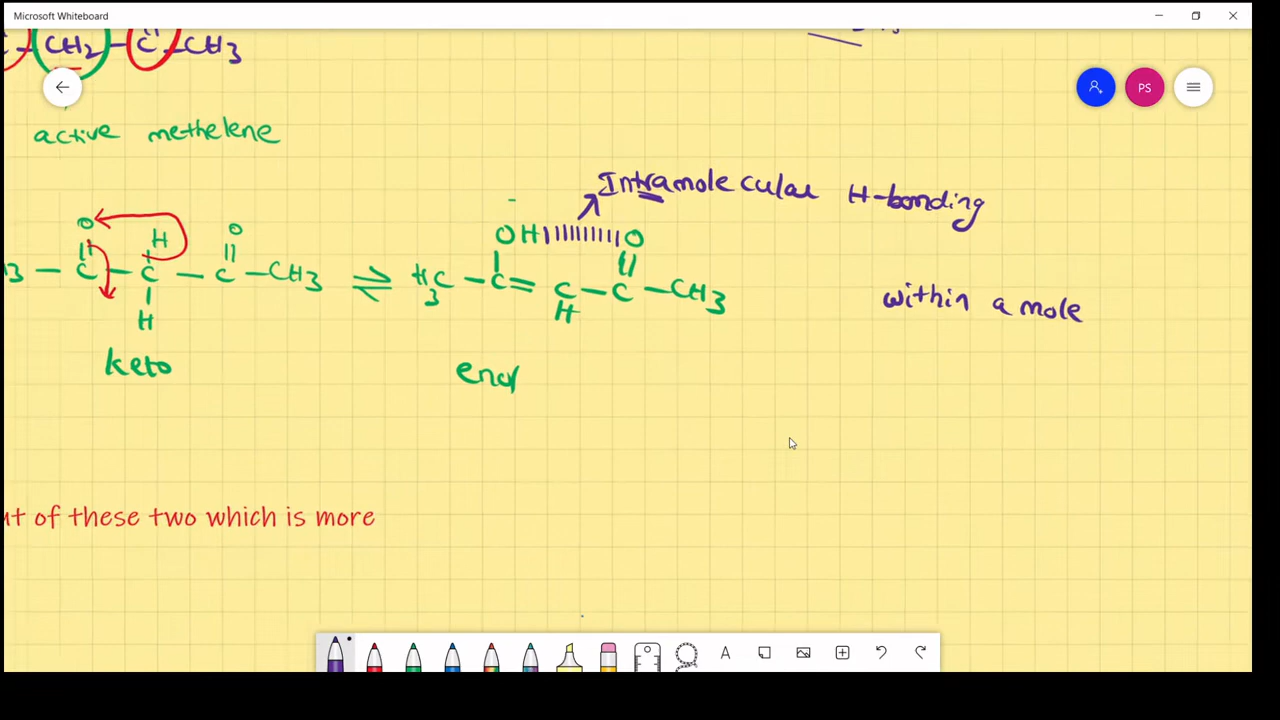 Microsoft Whiteboard
CH2 - C - CH3
PS
active methelene
Intramolecular H-bonding
O H O OH O
C - C - C - CH3 ⇌ H3C - C = C - C - CH3
H H
within a mole
keto
enol
of these two which is more
A